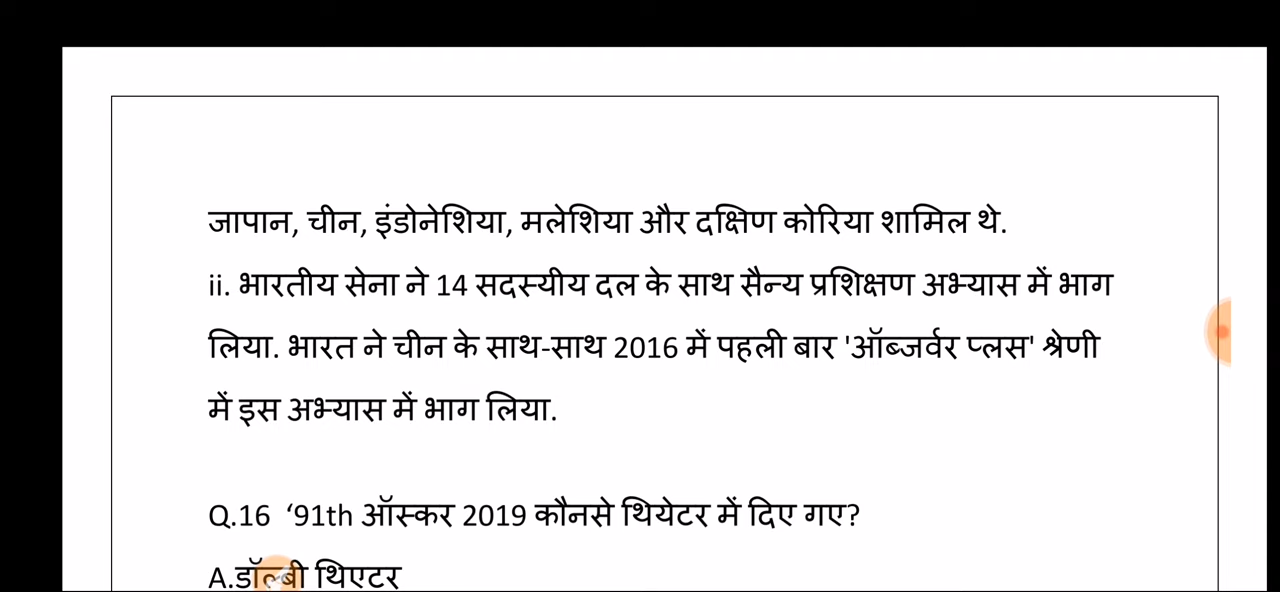 जापान, चीन, इंडोनेशिया, मलेशिया और दक्षिण कोरिया शामिल थे.
ii. भारतीय सेना ने 14 सदस्यीय दल के साथ सैन्य प्रशिक्षण अभ्यास में भाग
लिया. भारत ने चीन के साथ-साथ 2016 में पहली बार 'ऑब्जर्वर प्लस' श्रेणी
में इस अभ्यास में भाग लिया.
Q.16 ‘91th ऑस्कर 2019 कौनसे थियेटर में दिए गए?
A.डॉल्बी थिएटर